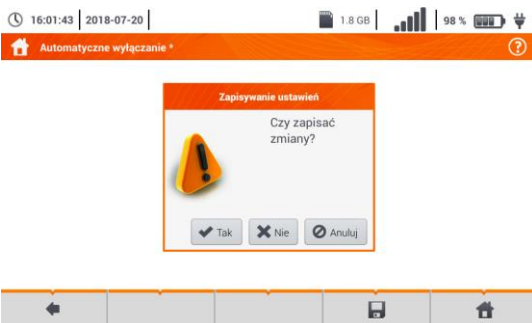 16:01:43 2018-07-20 1.8 GB 98 %
Automatyczne wyłączanie * ?
Zapisywanie ustawień
Czy zapisać
zmiany?
Tak Nie Anuluj